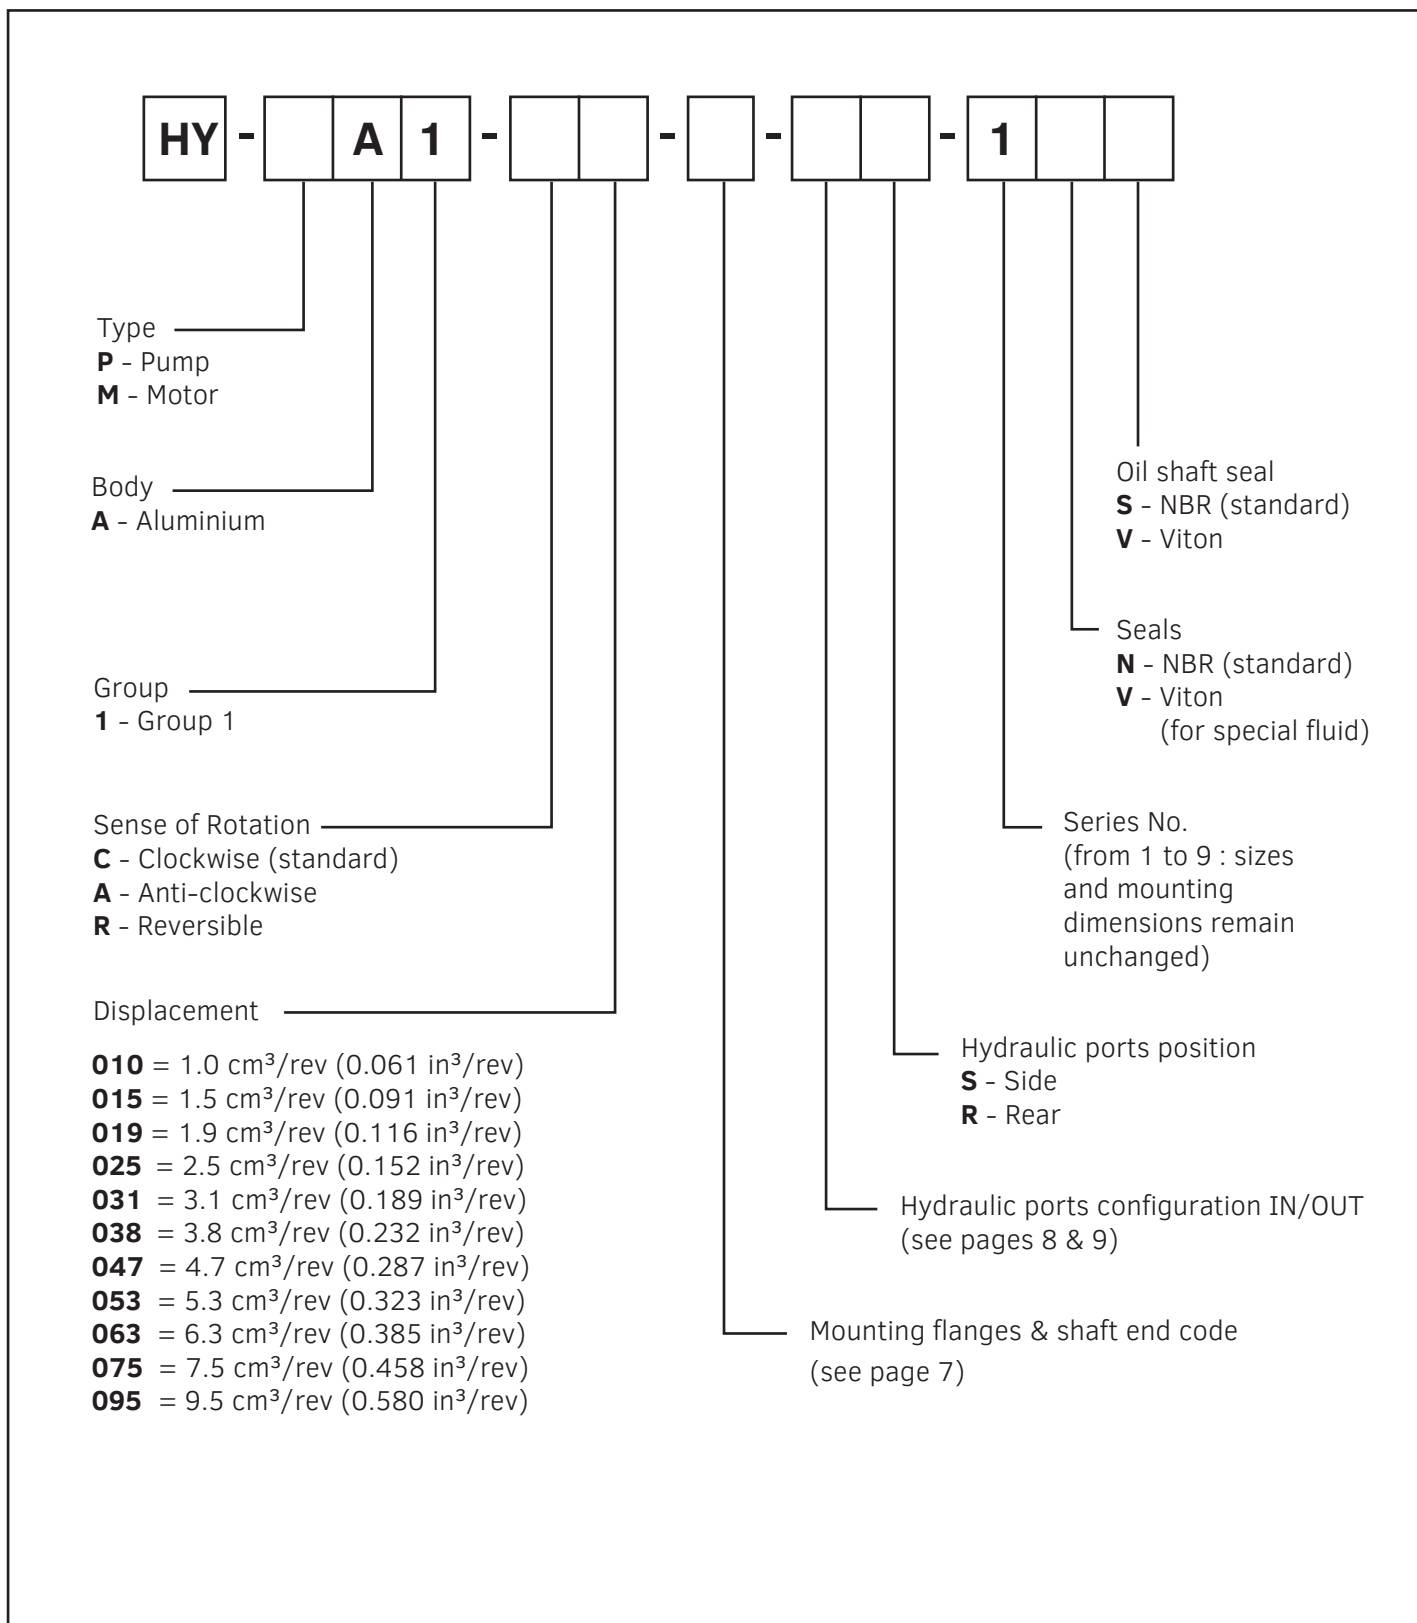 HY - A 1 - - - - 1
Type
P - Pump
M - Motor
Body
A - Aluminium
Group
1 - Group 1
Sense of Rotation
C - Clockwise (standard)
A - Anti-clockwise
R - Reversible
Displacement
010 = 1.0 cm³/rev (0.061 in³/rev)
015 = 1.5 cm³/rev (0.091 in³/rev)
019 = 1.9 cm³/rev (0.116 in³/rev)
025 = 2.5 cm³/rev (0.152 in³/rev)
031 = 3.1 cm³/rev (0.189 in³/rev)
038 = 3.8 cm³/rev (0.232 in³/rev)
047 = 4.7 cm³/rev (0.287 in³/rev)
053 = 5.3 cm³/rev (0.323 in³/rev)
063 = 6.3 cm³/rev (0.385 in³/rev)
075 = 7.5 cm³/rev (0.458 in³/rev)
095 = 9.5 cm³/rev (0.580 in³/rev)
Oil shaft seal
S - NBR (standard)
V - Viton
Seals
N - NBR (standard)
V - Viton
(for special fluid)
Series No.
(from 1 to 9 : sizes
and mounting
dimensions remain
unchanged)
Hydraulic ports position
S - Side
R - Rear
Hydraulic ports configuration IN/OUT
(see pages 8 & 9)
Mounting flanges & shaft end code
(see page 7)